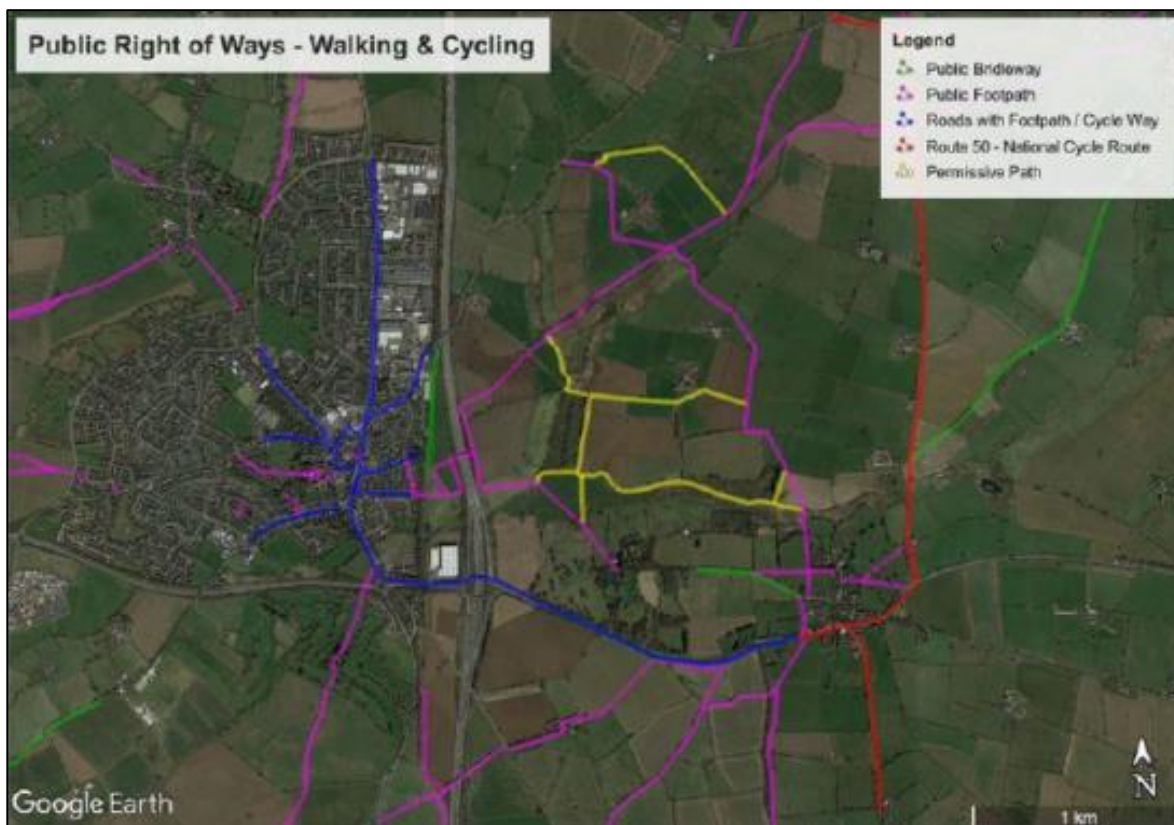 Public Right of Ways - Walking & Cycling
Legend
Public Bridleway
Public Footpath
Roads with Footpath / Cycle Way
Route 50 - National Cycle Route
Permissive Path
N
Google Earth
1 km